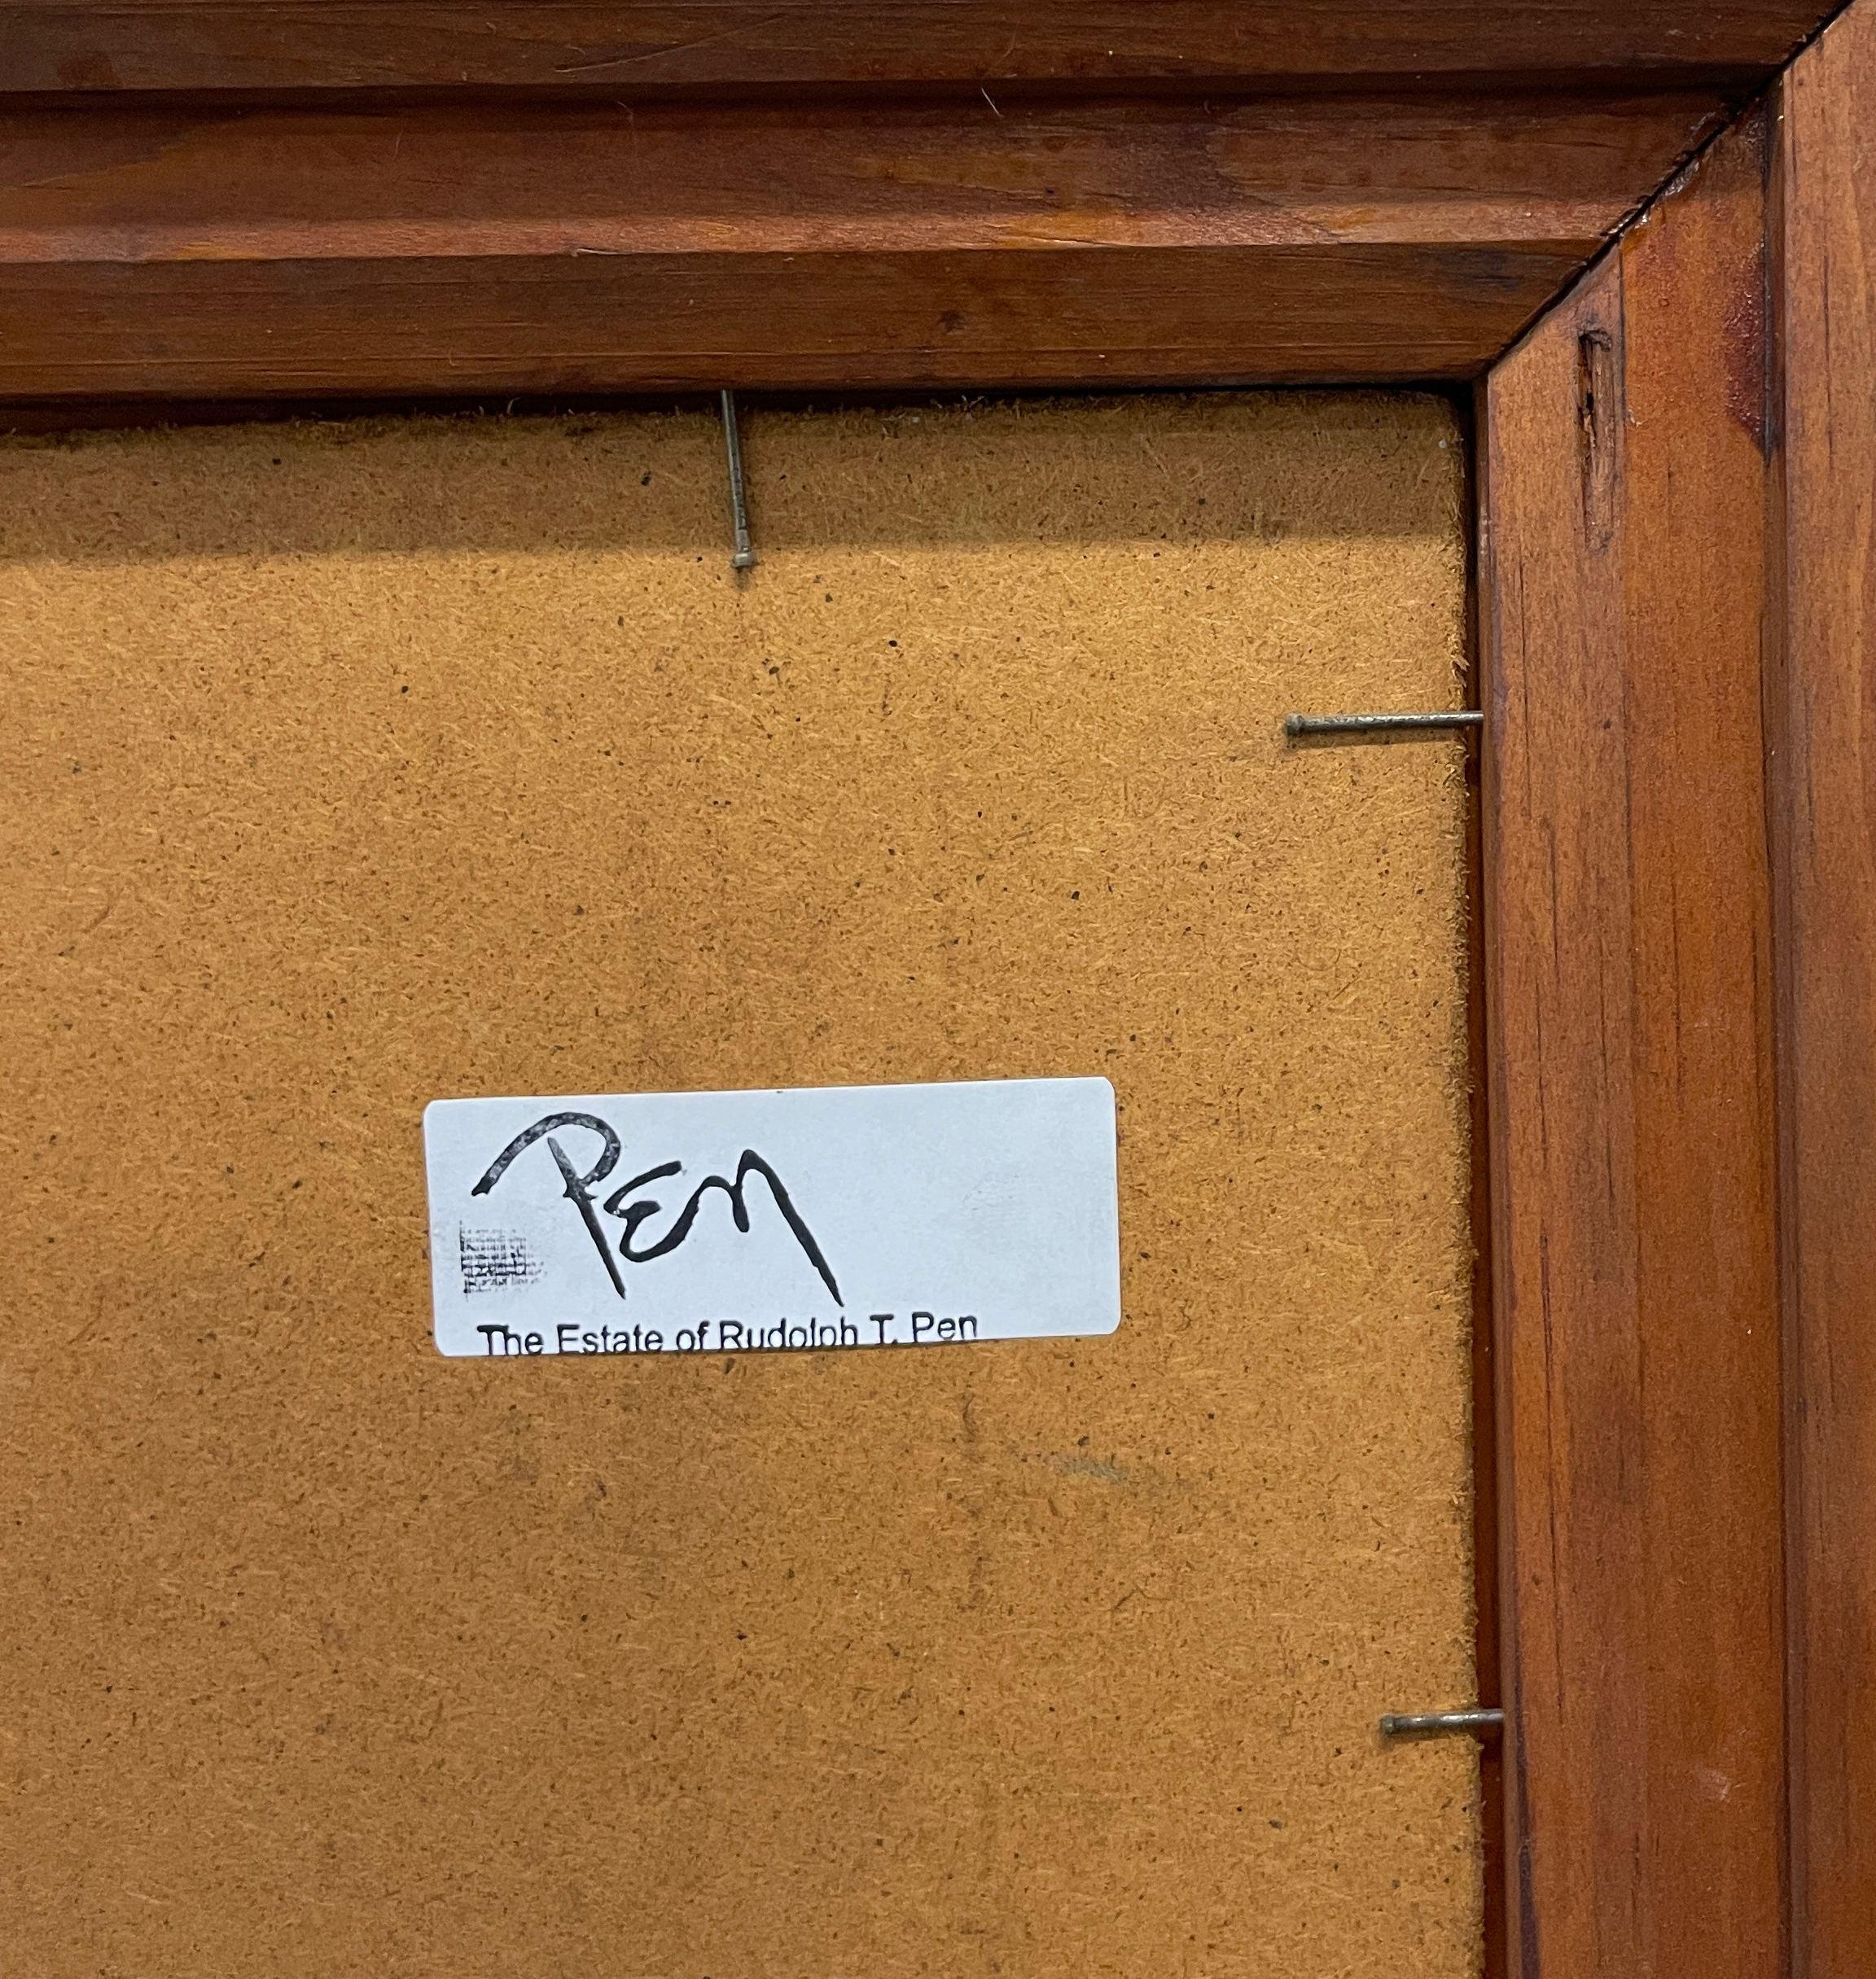 Pen
The Estate of Rudolph T. Pen